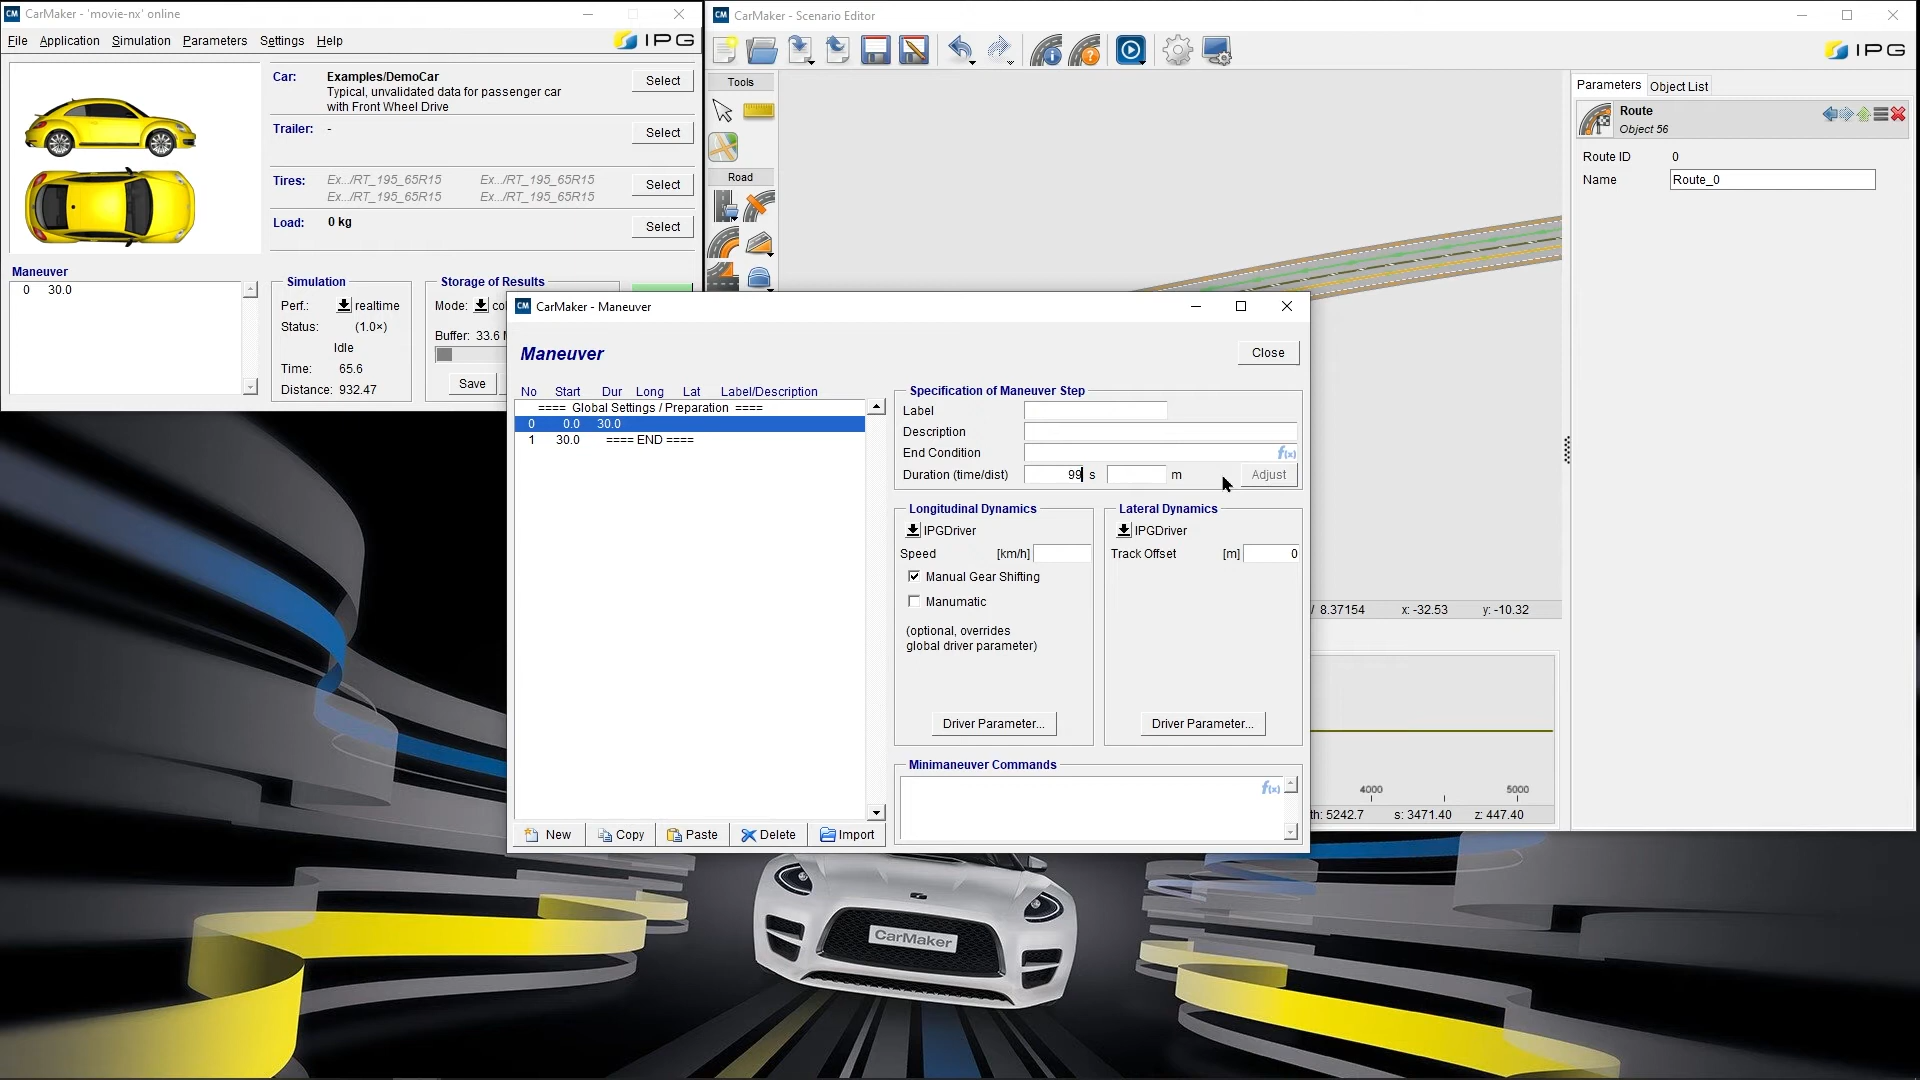 CM CarMaker - 'movie-nx' online
File Application Simulation Parameters Settings Help
IPG
Car: Examples/DemoCar
Typical, unvalidated data for passenger car
with Front Wheel Drive
Select
Trailer: -
Select
Tires: Ex.../RT_195_65R15 Ex.../RT_195_65R15
Ex.../RT_195_65R15 Ex.../RT_195_65R15
Select
Load: 0 kg
Select
Maneuver
0 30.0
Simulation
Perf.: realtime
Status: (1.0×)
Idle
Time: 65.6
Distance: 932.47
Storage of Results
Mode:
Buffer: 33.6
Save
CM CarMaker - Scenario Editor
IPG
Tools
Road
Parameters Object List
Route
Object 56
Route ID 0
Name Route_0
8.37154 x: -32.53 y: -10.32
4000 5000
5242.7 s: 3471.40 z: 447.40
CM CarMaker - Maneuver
Maneuver
Close
No Start Dur Long Lat Label/Description
==== Global Settings / Preparation ====
0 0.0 30.0
1 30.0 ==== END ====
New Copy Paste Delete Import
Specification of Maneuver Step
Label
Description
End Condition f(x)
Duration (time/dist) 99 s m Adjust
Longitudinal Dynamics
IPGDriver
Speed [km/h]
Manual Gear Shifting
Manumatic
(optional, overrides
global driver parameter)
Driver Parameter...
Lateral Dynamics
IPGDriver
Track Offset [m] 0
Driver Parameter...
Minimaneuver Commands
f(x)
CarMaker